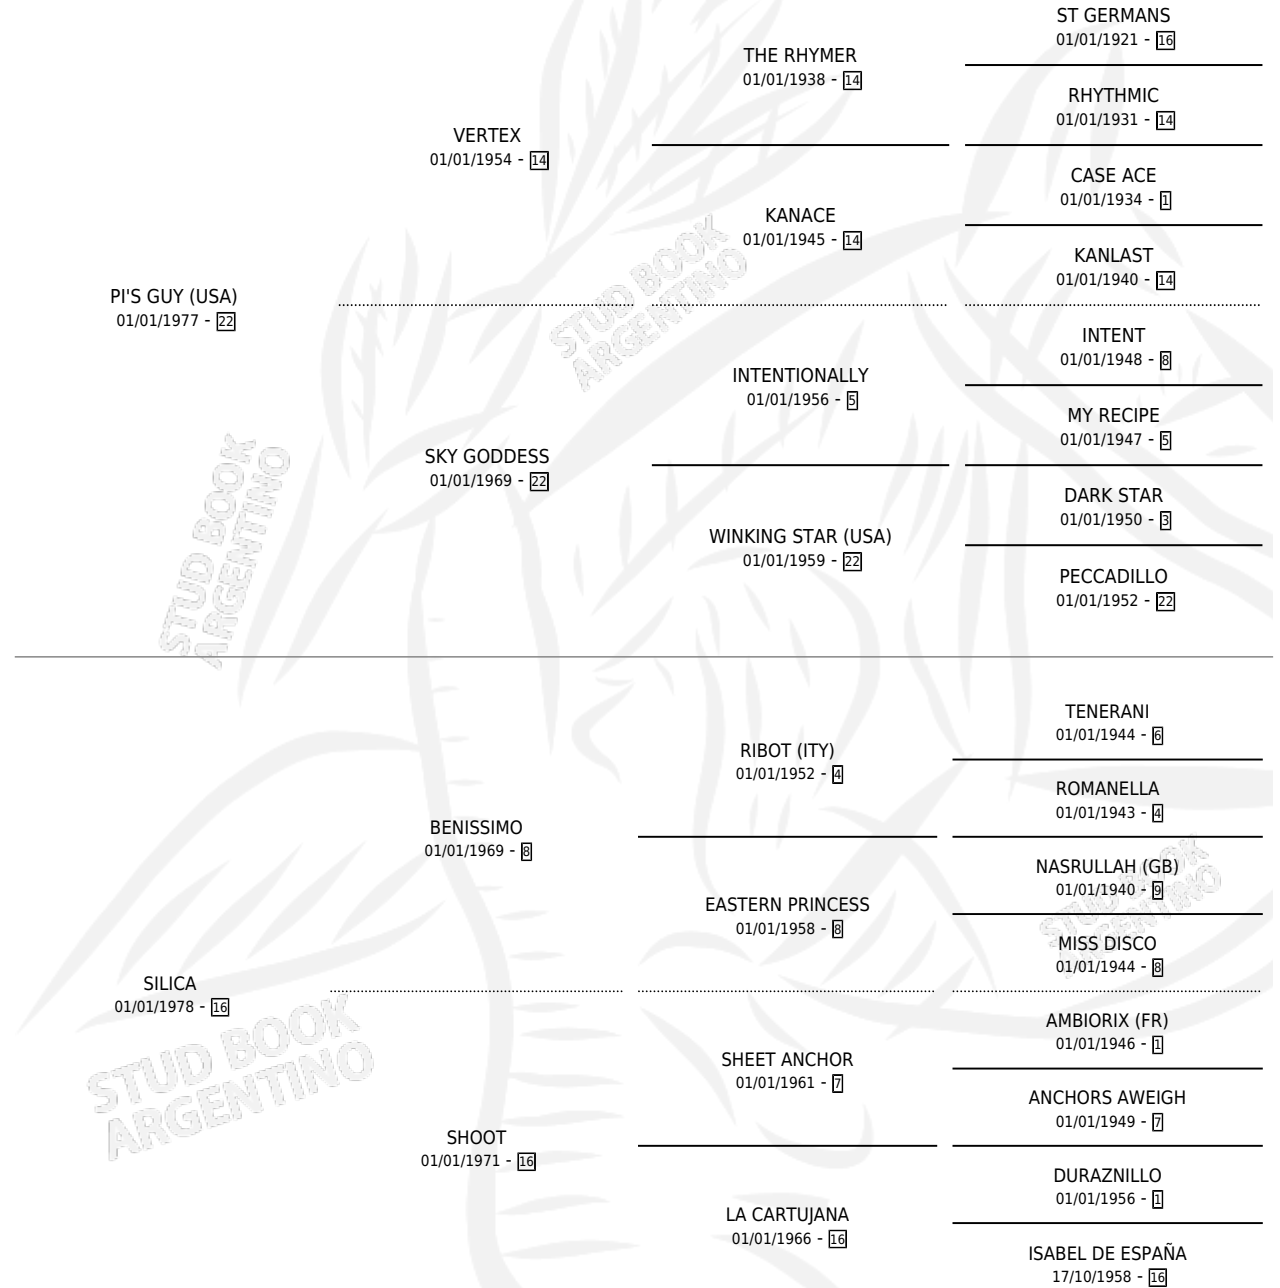 ST GERMANS
01/01/1921 - 16
THE RHYMER
01/01/1938 - 14
RHYTHMIC
01/01/1931 - 14
VERTEX
01/01/1954 - 14
CASE ACE
01/01/1934 - 1
KANACE
01/01/1945 - 14
KANLAST
01/01/1940 - 14
PI'S GUY (USA)
01/01/1977 - 22
INTENT
01/01/1948 - 8
INTENTIONALLY
01/01/1956 - 5
MY RECIPE
01/01/1947 - 5
SKY GODDESS
01/01/1969 - 22
DARK STAR
01/01/1950 - 3
WINKING STAR (USA)
01/01/1959 - 22
PECCADILLO
01/01/1952 - 22
TENERANI
01/01/1944 - 6
RIBOT (ITY)
01/01/1952 - 4
ROMANELLA
01/01/1943 - 4
BENISSIMO
01/01/1969 - 8
NASRULLAH (GB)
01/01/1940 - 9
EASTERN PRINCESS
01/01/1958 - 8
MISS DISCO
01/01/1944 - 8
SILICA
01/01/1978 - 16
AMBIORIX (FR)
01/01/1946 - 1
SHEET ANCHOR
01/01/1961 - 7
ANCHORS AWEIGH
01/01/1949 - 7
SHOOT
01/01/1971 - 16
DURAZNILLO
01/01/1956 - 1
LA CARTUJANA
01/01/1966 - 16
ISABEL DE ESPAÑA
17/10/1958 - 16
STUD BOOK
ARGENTINO
STUD BOOK
ARGENTINO
STUD BOOK
ARGENTINO
STUD BOOK
ARGENTINO